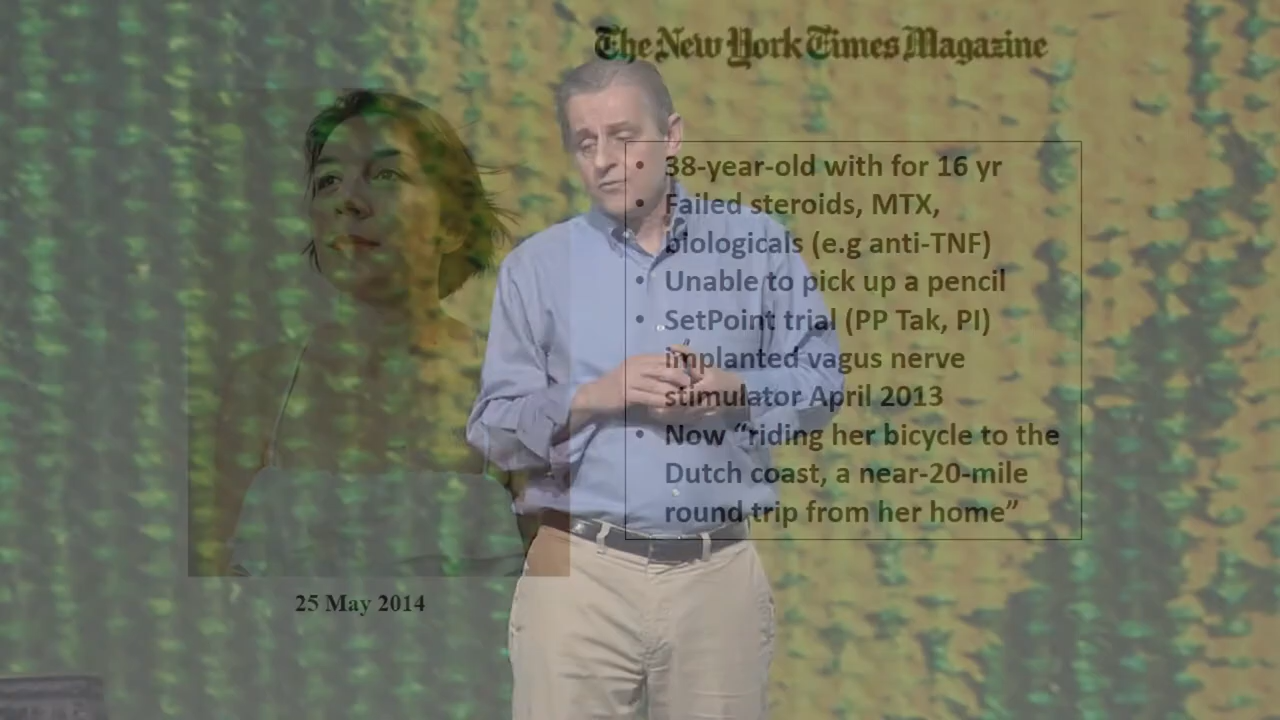 The New York Times Magazine
• 38-year-old with for 16 yr
• Failed steroids, MTX,
biologicals (e.g anti-TNF)
• Unable to pick up a pencil
• SetPoint trial (PP Tak, PI)
implanted vagus nerve
stimulator April 2013
• Now “riding her bicycle to the
Dutch coast, a near-20-mile
round trip from her home”
25 May 2014